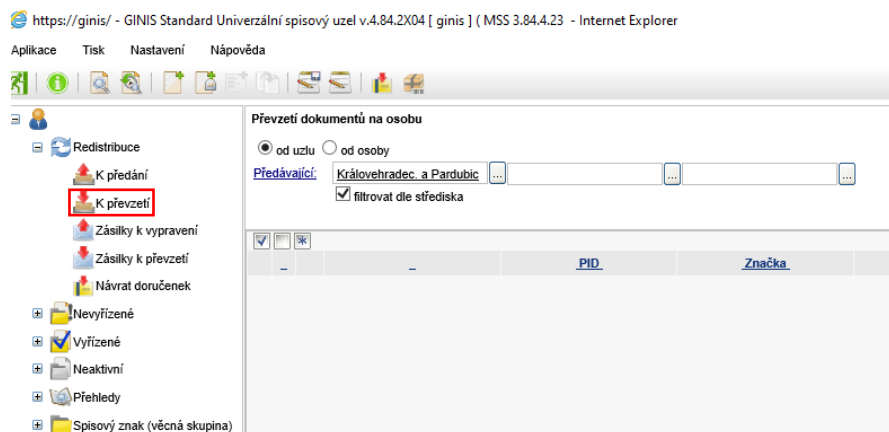 https://ginis/ - GINIS Standard Univerzální spisový uzel v.4.84.2X04 [ ginis ] ( MSS 3.84.4.23 - Internet Explorer
Aplikace Tisk Nastavení Nápověda
Převzetí dokumentů na osobu
Redistribuce
od uzlu od osoby
K předání
Předávající: Královehradec. a Pardubic ... ... ...
K převzetí
filtrovat dle střediska
Zásilky k vypravení
Zásilky k převzetí
PID Značka
Návrat doručenek
Nevyřízené
Vyřízené
Neaktivní
Přehledy
Spisový znak (věcná skupina)